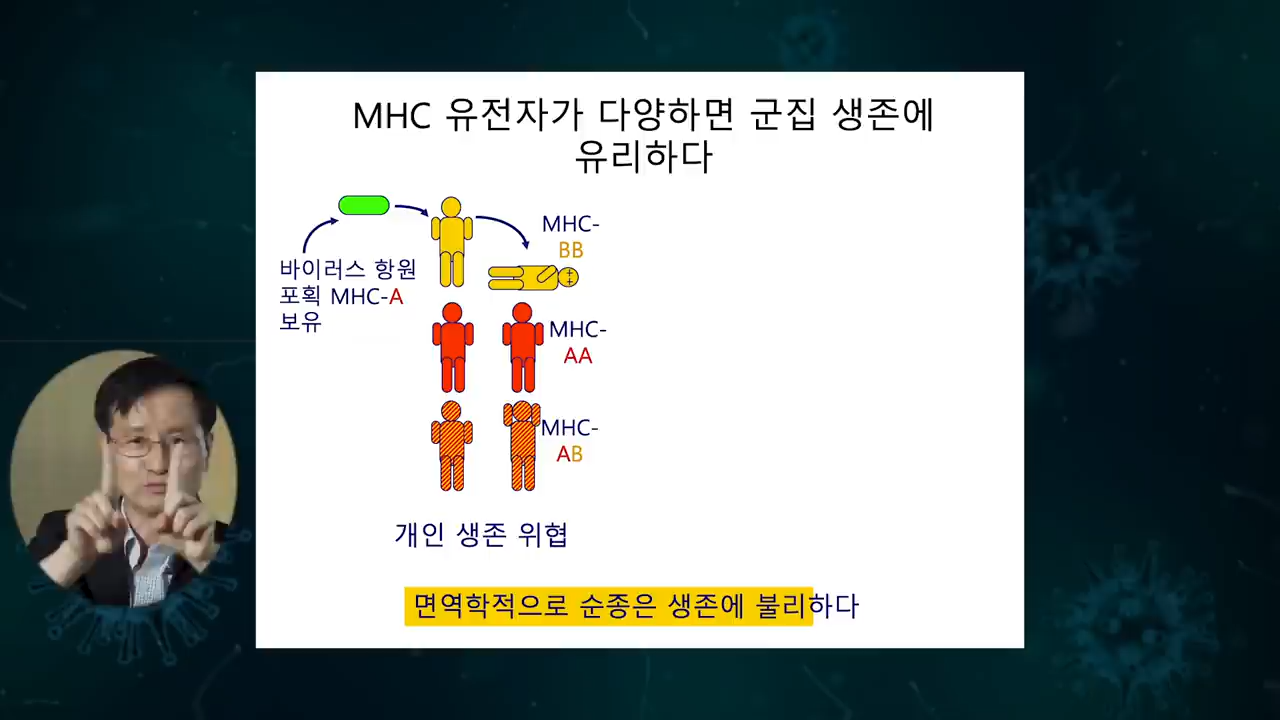 MHC 유전자가 다양하면 군집 생존에
유리하다
바이러스 항원
포획 MHC-A
보유
MHC-
BB
MHC-
AA
MHC-
AB
개인 생존 위협
면역학적으로 순종은 생존에 불리하다